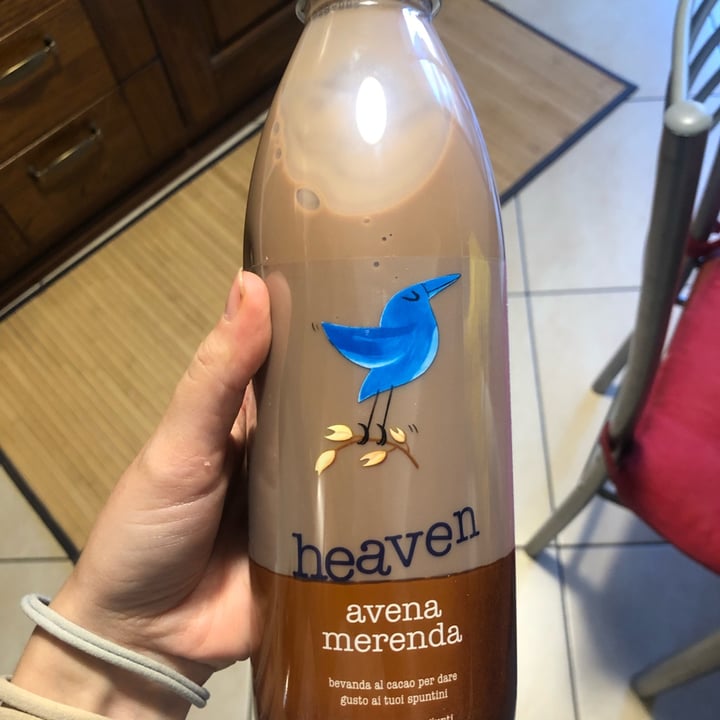 heaven
avena
merenda
bevanda al cacao per dare
gusto ai tuoi spuntini